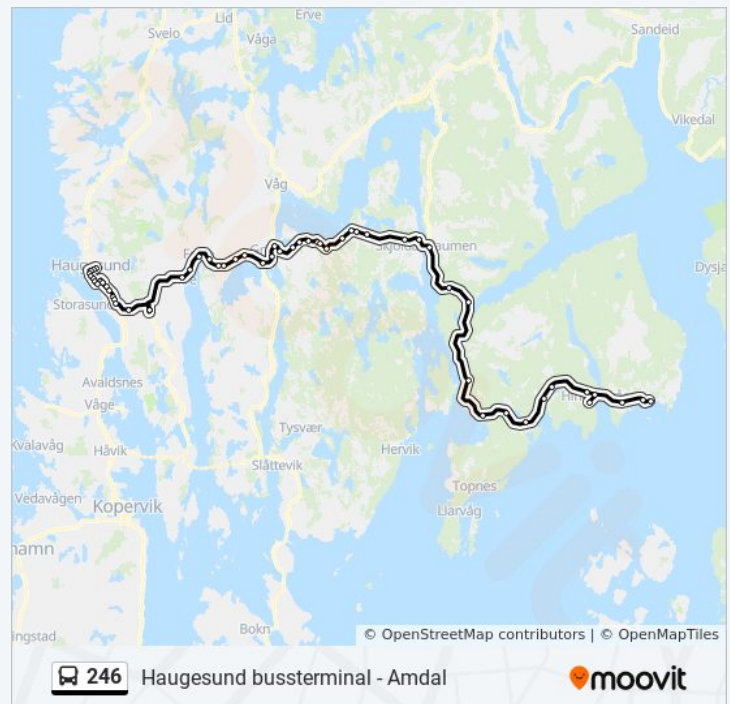 Lid
Erve
Svelo
Våga
Sandeid
Vikedal
Våg
Haugesund
Skjoldastraumen
Dysja
Storasund
Avaldsnes
Våge
Kvalavåg
Håvik
Tysvær
Slåttevik
Hervik
Vedavågen
Kopervik
Topnes
Liarvåg
Bokn
© OpenStreetMap contributors | © OpenMapTiles
246 Haugesund bussterminal - Amdal moovit